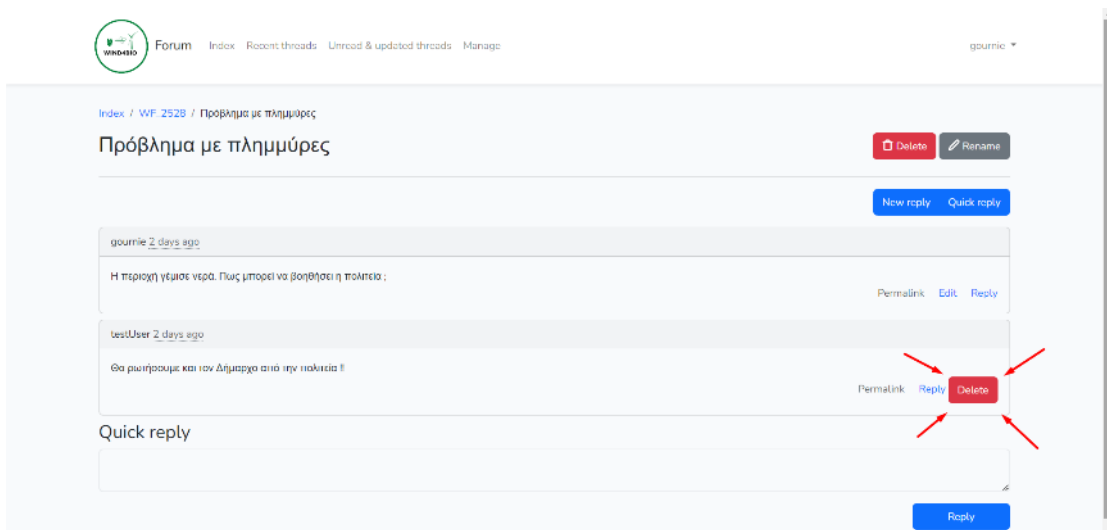 WIND4BIO
Forum Index Recent threads Unread & updated threads Manage gournie
Index / WF_2528 / Πρόβλημα με πλημμύρες
Πρόβλημα με πλημμύρες
Delete Rename
New reply Quick reply
gournie 2 days ago
Η περιοχή γέμισε νερά. Πως μπορεί να βοηθήσει η πολιτεία ;
Permalink Edit Reply
testUser 2 days ago
Θα ρωτήσουμε και τον Δήμαρχο από την πολιτεία !!
Permalink Reply Delete
Quick reply
Reply